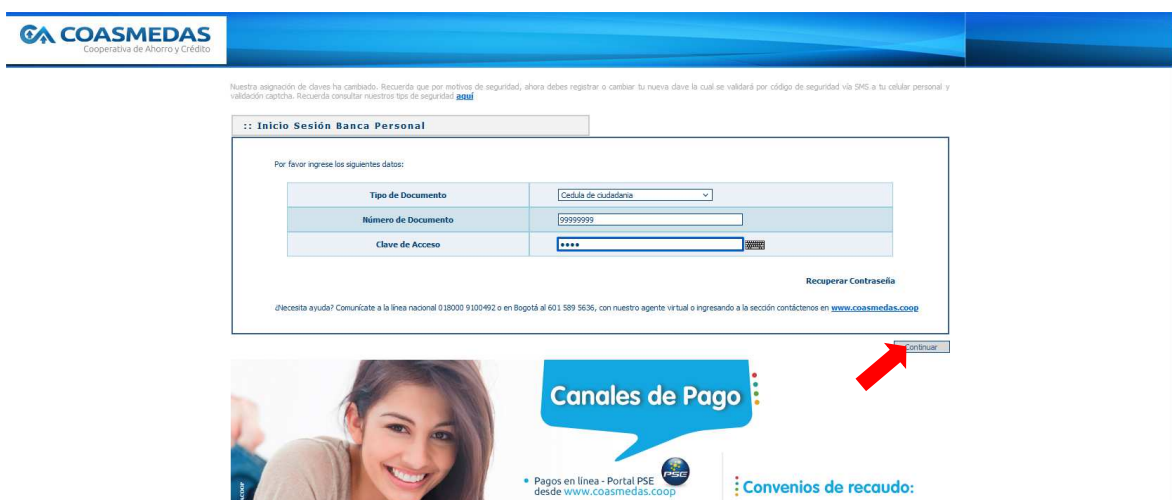 COASMEDAS
Cooperativa de Ahorro y Crédito
Nuestra asignación de claves ha cambiado. Recuerda que por motivos de seguridad, ahora debes registrar o cambiar tu nueva clave la cual se validará por código de seguridad vía SMS a tu celular personal y
validación captcha. Recuerda consultar nuestros tips de seguridad aquí
:: Inicio Sesión Banca Personal
Por favor ingrese los siguientes datos:
Tipo de Documento
Cedula de ciudadania
Número de Documento
99999999
Clave de Acceso
••••
Recuperar Contraseña
¿Necesita ayuda? Comunícate a la línea nacional 018000 9100492 o en Bogotá al 601 589 5636, con nuestro agente virtual o ingresando a la sección contáctenos en www.coasmedas.coop
Continuar
Canales de Pago
• Pagos en línea - Portal PSE
desde www.coasmedas.coop
PSE
Convenios de recaudo: